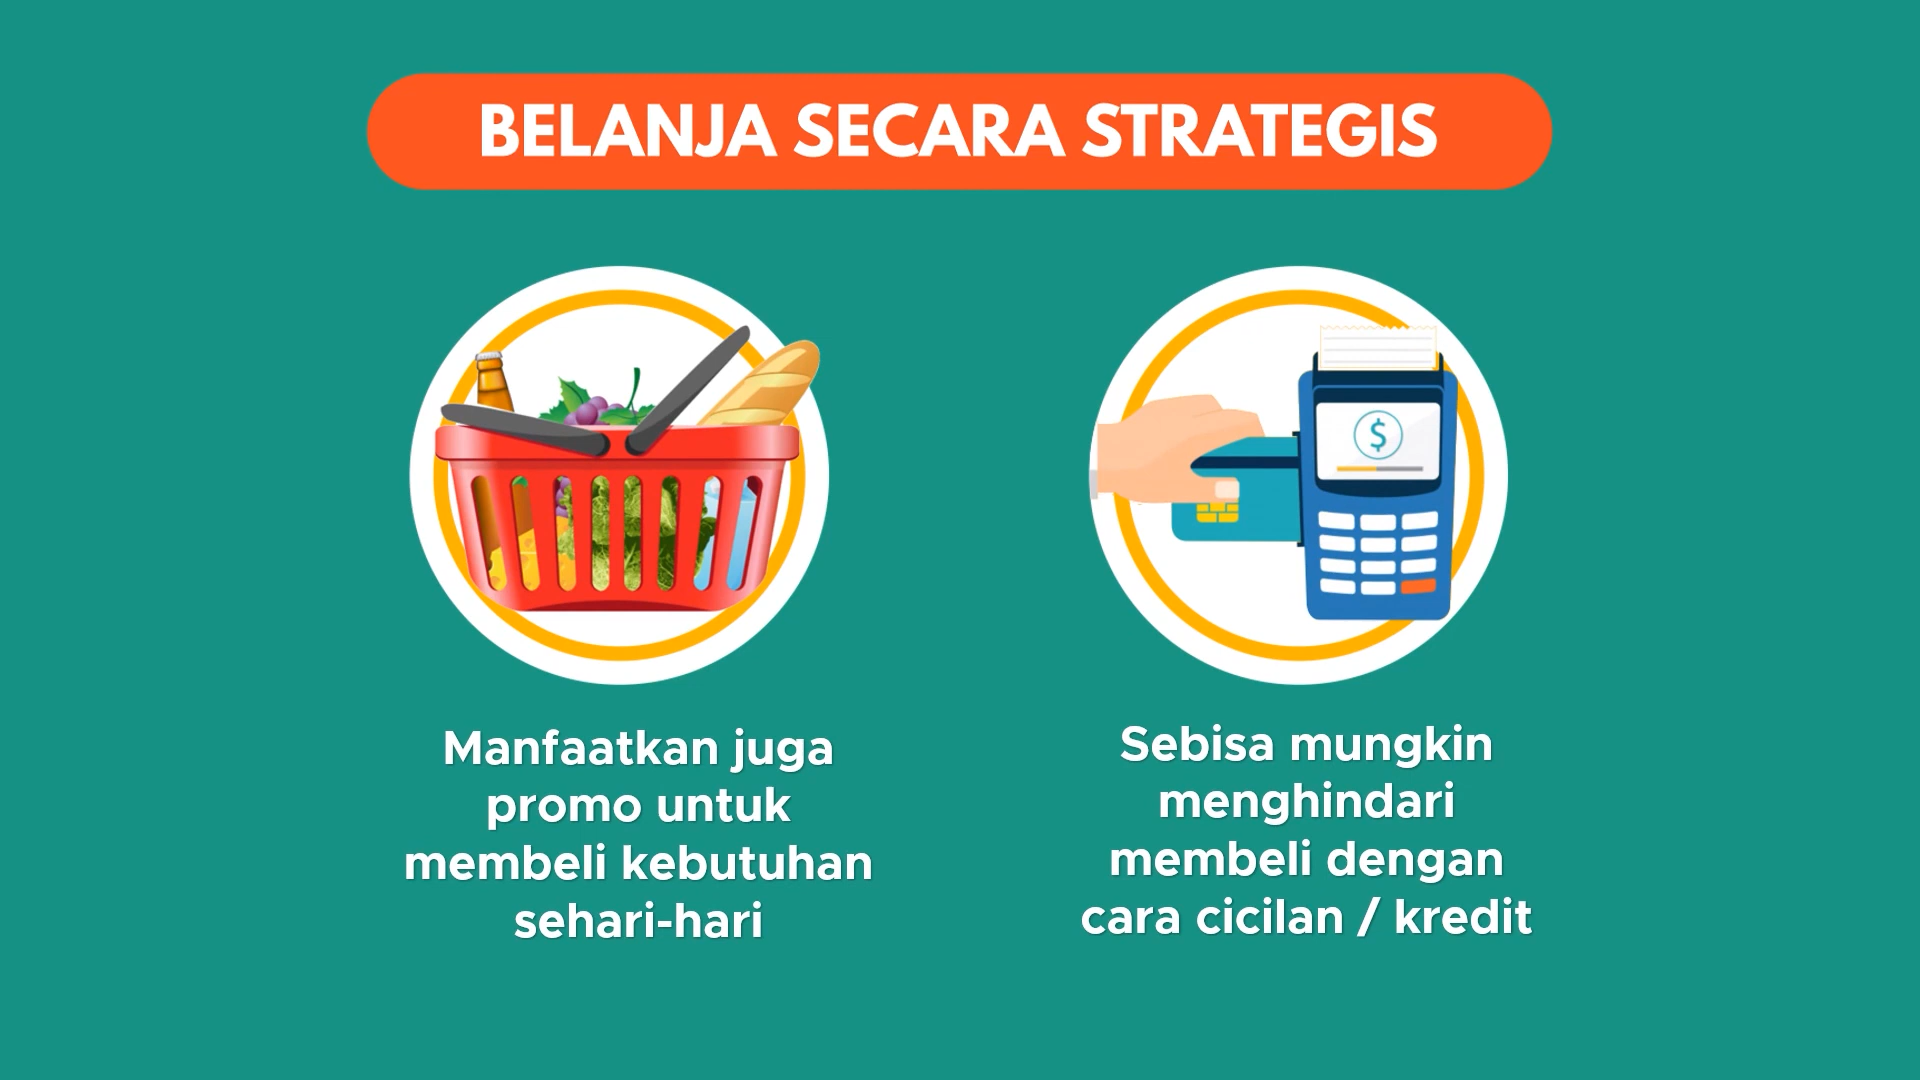 BELANJA SECARA STRATEGIS
$
Manfaatkan juga
promo untuk
membeli kebutuhan
sehari-hari
Sebisa mungkin
menghindari
membeli dengan
cara cicilan / kredit